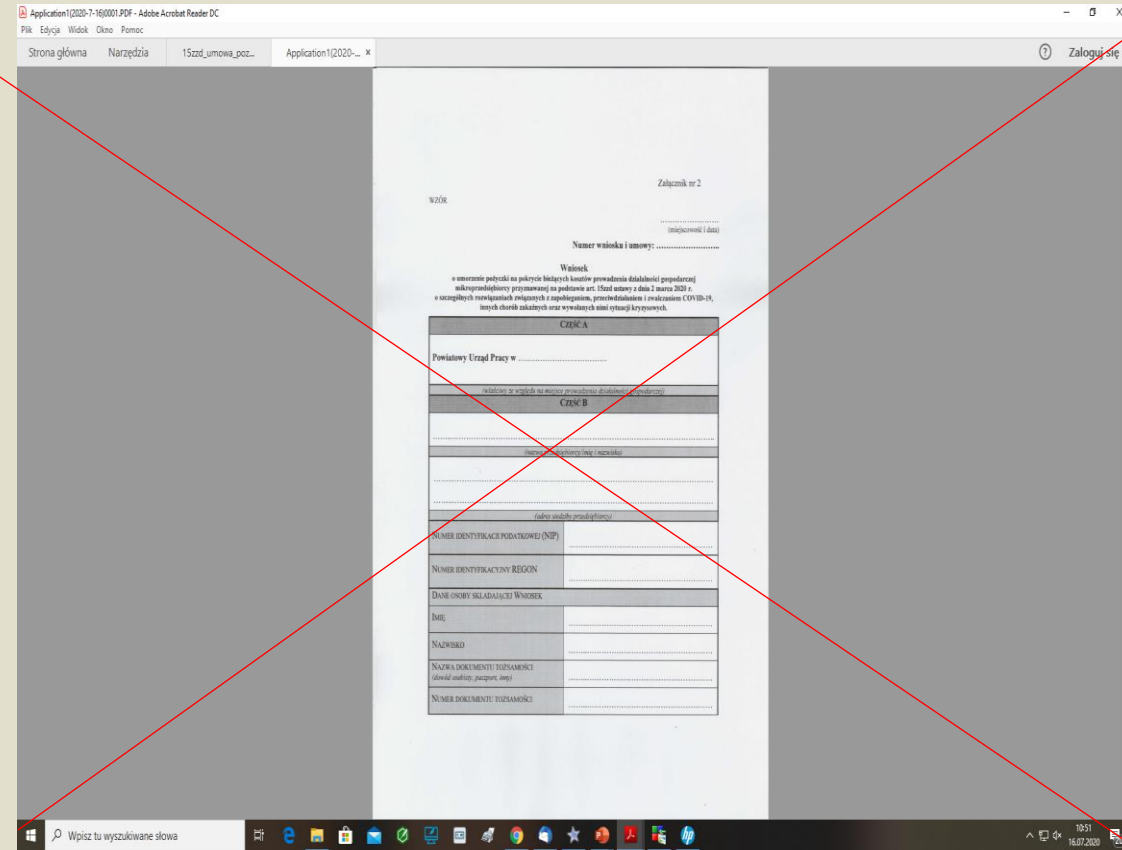 Application1(2020-7-16)0001.PDF - Adobe Acrobat Reader DC
Plik Edycja Widok Okno Pomoc
Strona główna Narzędzia 15zzd_umowa_poz... Application1(2020-... x
Zaloguj się
Załącznik nr 2
WZÓR
(miejscowość i data)
Numer wniosku i umowy: ..........................
Wniosek
o umorzenie pożyczki na pokrycie bieżących kosztów prowadzenia działalności gospodarczej
mikroprzedsiębiorcy przyznawanej na podstawie art. 15zzd ustawy z dnia 2 marca 2020 r.
o szczególnych rozwiązaniach związanych z zapobieganiem, przeciwdziałaniem i zwalczaniem COVID-19,
innych chorób zakaźnych oraz wywołanych nimi sytuacji kryzysowych.
CZĘŚĆ A
Powiatowy Urząd Pracy w ....................................
(właściwy ze względu na miejsce prowadzenia działalności gospodarczej)
CZĘŚĆ B
(nazwa przedsiębiorcy/imię i nazwisko)
(adres siedziby przedsiębiorcy)
NUMER IDENTYFIKACJI PODATKOWEJ (NIP)
NUMER IDENTYFIKACYJNY REGON
DANE OSOBY SKŁADAJĄCEJ WNIOSEK
IMIĘ
NAZWISKO
NAZWA DOKUMENTU TOŻSAMOŚCI
(dowód osobisty, paszport, inny)
NUMER DOKUMENTU TOŻSAMOŚCI
Wpisz tu wyszukiwane słowa
10:51
16.07.2020